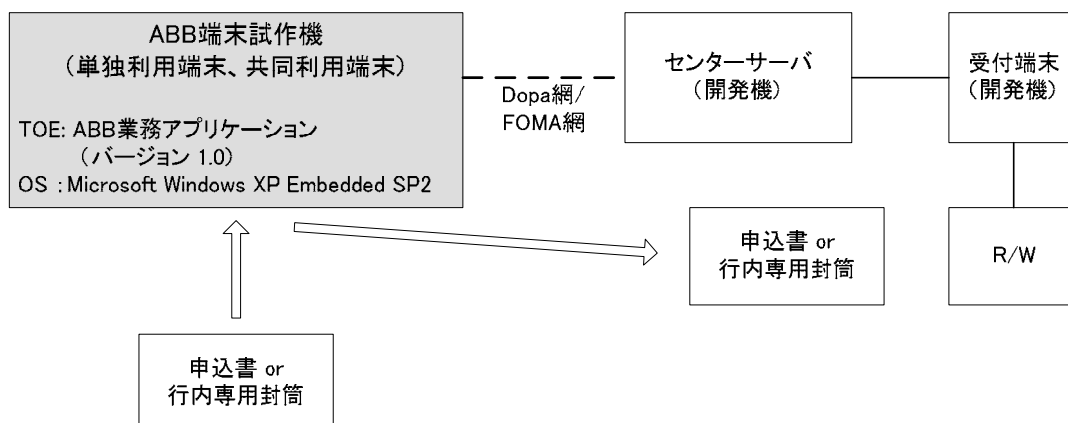 ABB端末試作機
（単独利用端末、共同利用端末）
TOE: ABB業務アプリケーション
（バージョン 1.0）
OS : Microsoft Windows XP Embedded SP2
Dopa網/
FOMA網
センターサーバ
（開発機）
受付端末
（開発機）
申込書 or
行内専用封筒
R/W
申込書 or
行内専用封筒